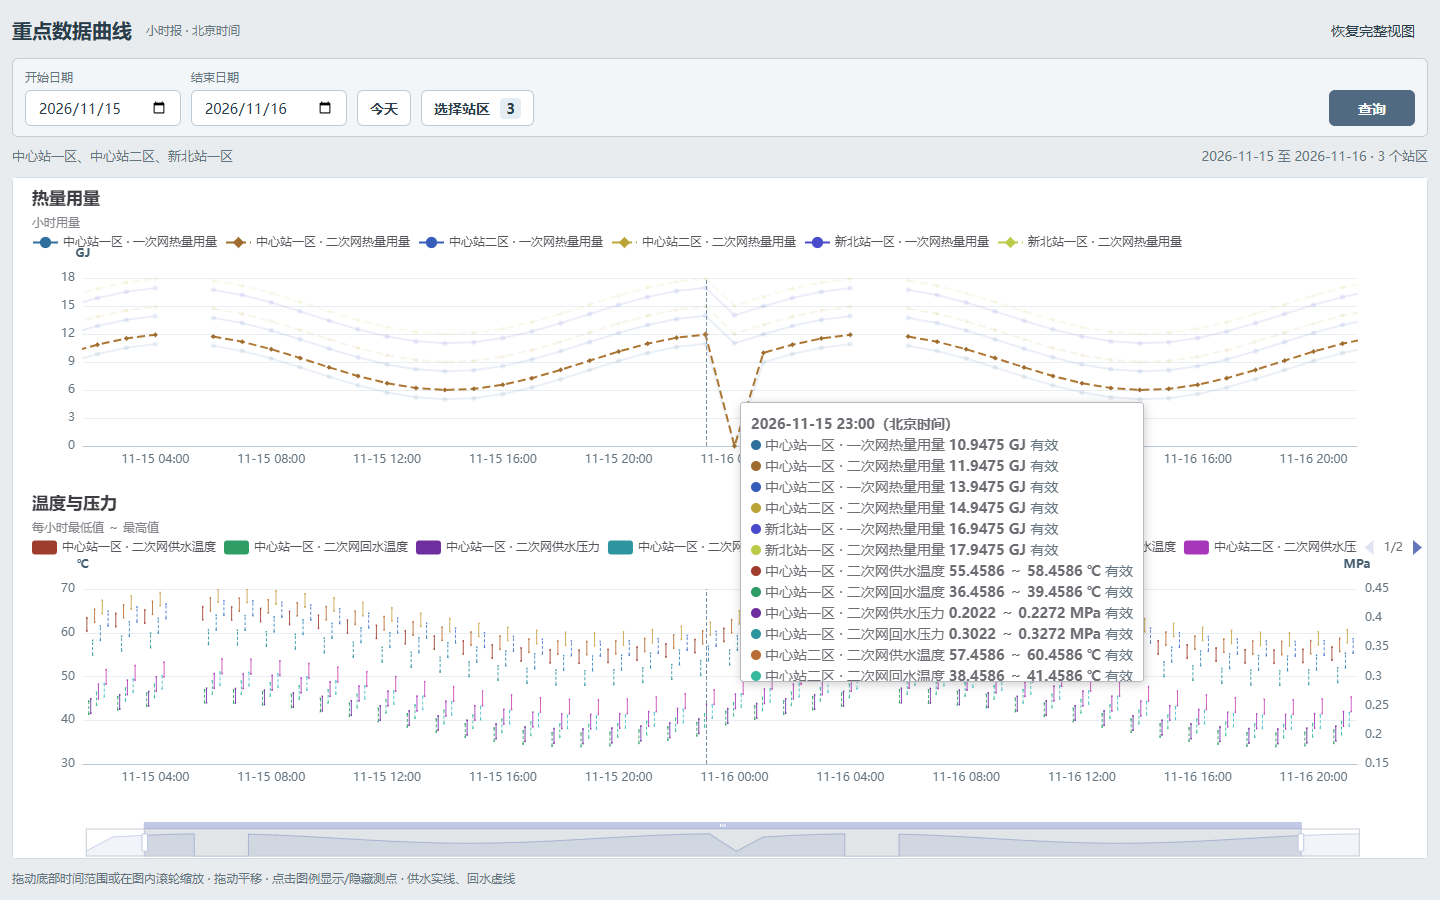 重点数据曲线 小时报 · 北京时间 恢复完整视图
开始日期 结束日期
2026/11/15 2026/11/16 今天 选择站区 3 查询
中心站一区、中心站二区、新北站一区 2026-11-15 至 2026-11-16 · 3 个站区
热量用量
小时用量
中心站一区 · 一次网热量用量 中心站一区 · 二次网热量用量 中心站二区 · 一次网热量用量 中心站二区 · 二次网热量用量 新北站一区 · 一次网热量用量 新北站一区 · 二次网热量用量
GJ
18
15
12
9
6
3
0
11-15 04:00 11-15 08:00 11-15 12:00 11-15 16:00 11-15 20:00 11-16 11-16 16:00 11-16 20:00
2026-11-15 23:00（北京时间）
中心站一区 · 一次网热量用量 10.9475 GJ 有效
中心站一区 · 二次网热量用量 11.9475 GJ 有效
中心站二区 · 一次网热量用量 13.9475 GJ 有效
中心站二区 · 二次网热量用量 14.9475 GJ 有效
新北站一区 · 一次网热量用量 16.9475 GJ 有效
新北站一区 · 二次网热量用量 17.9475 GJ 有效
中心站一区 · 二次网供水温度 55.4586 ～ 58.4586 ℃ 有效
中心站一区 · 二次网回水温度 36.4586 ～ 39.4586 ℃ 有效
中心站一区 · 二次网供水压力 0.2022 ～ 0.2272 MPa 有效
中心站一区 · 二次网回水压力 0.3022 ～ 0.3272 MPa 有效
中心站二区 · 二次网供水温度 57.4586 ～ 60.4586 ℃ 有效
中心站二区 · 二次网回水温度 38.4586 ～ 41.4586 ℃ 有效
温度与压力
每小时最低值 ～ 最高值
中心站一区 · 二次网供水温度 中心站一区 · 二次网回水温度 中心站一区 · 二次网供水压力 中心站一区 · 二次网 水温度 中心站二区 · 二次网供水压 1/2
℃ MPa
70 0.45
60 0.4
50 0.35
40 0.3
30 0.25
0.2
0.15
11-15 04:00 11-15 08:00 11-15 12:00 11-15 16:00 11-15 20:00 11-16 00:00 11-16 04:00 11-16 08:00 11-16 12:00 11-16 16:00 11-16 20:00
拖动底部时间范围或在图内滚轮缩放 · 拖动平移 · 点击图例显示/隐藏测点 · 供水实线、回水虚线